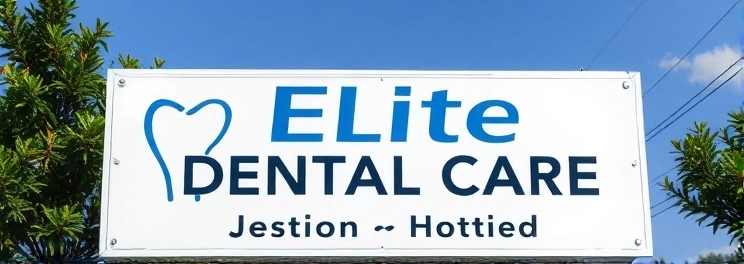 ELite
DENTAL CARE
Jestion ~~ Hottied